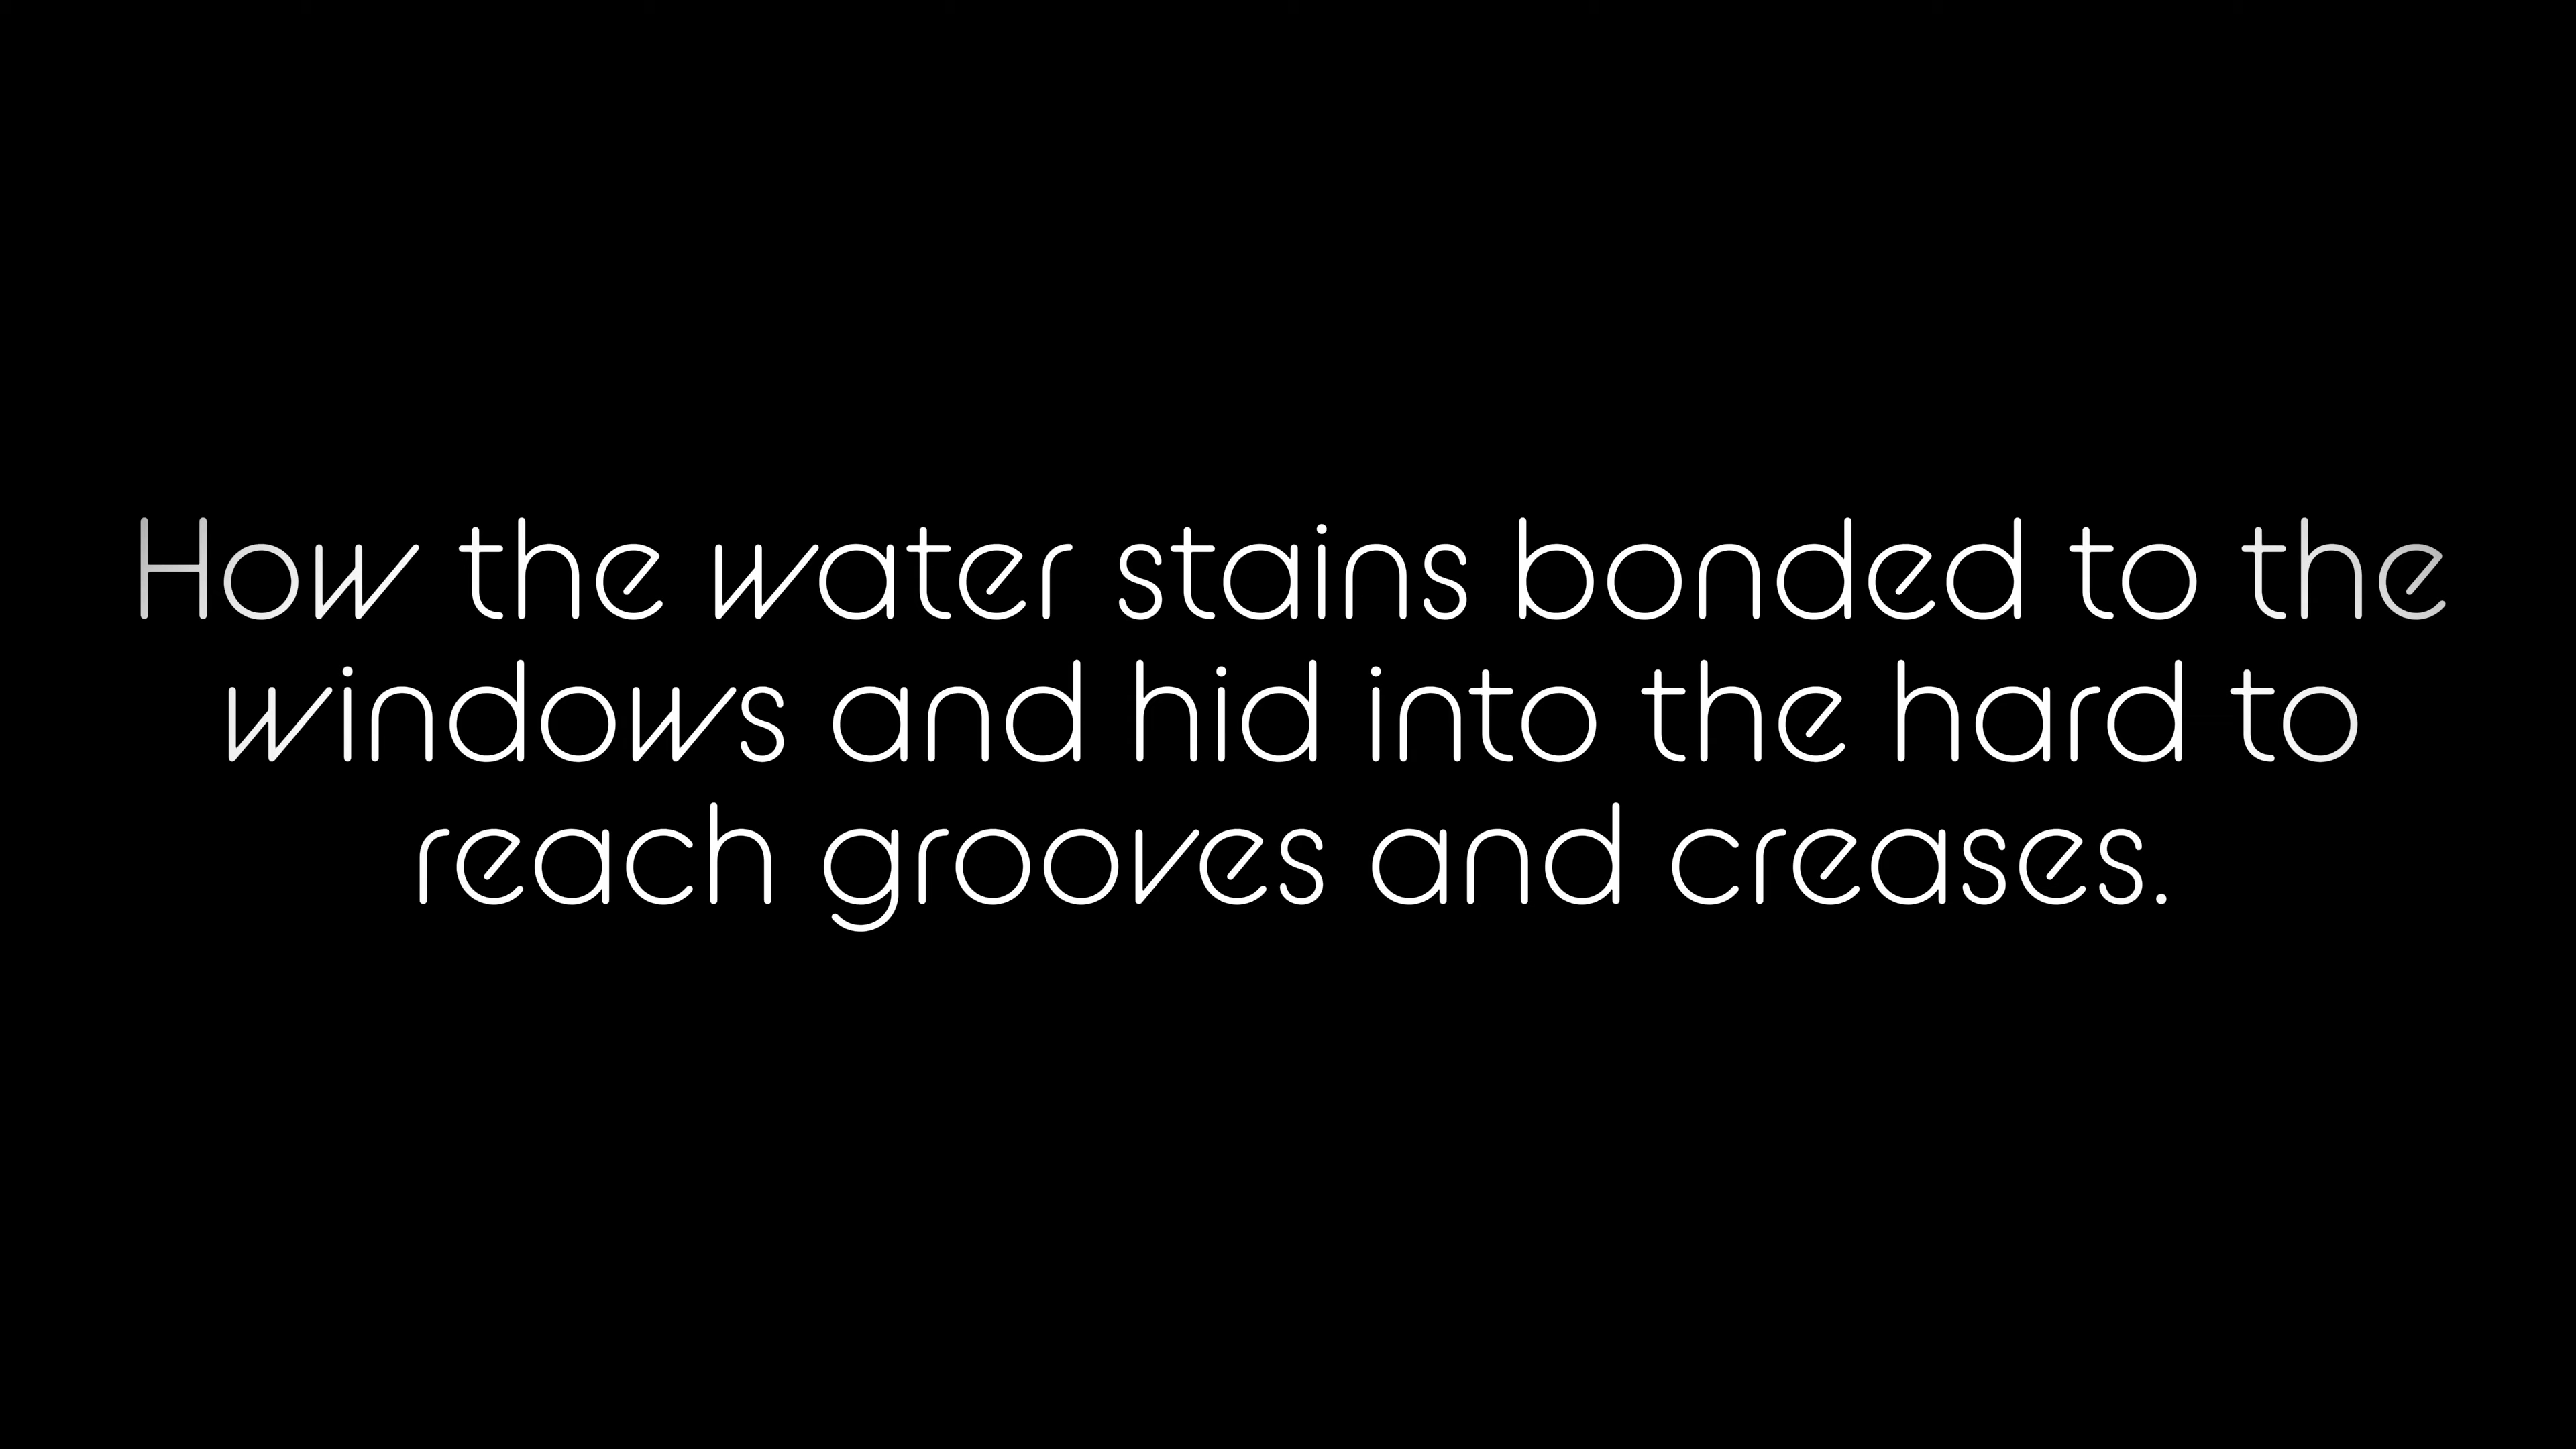 How the water stains bonded to the
windows and hid into the hard to
reach grooves and creases.